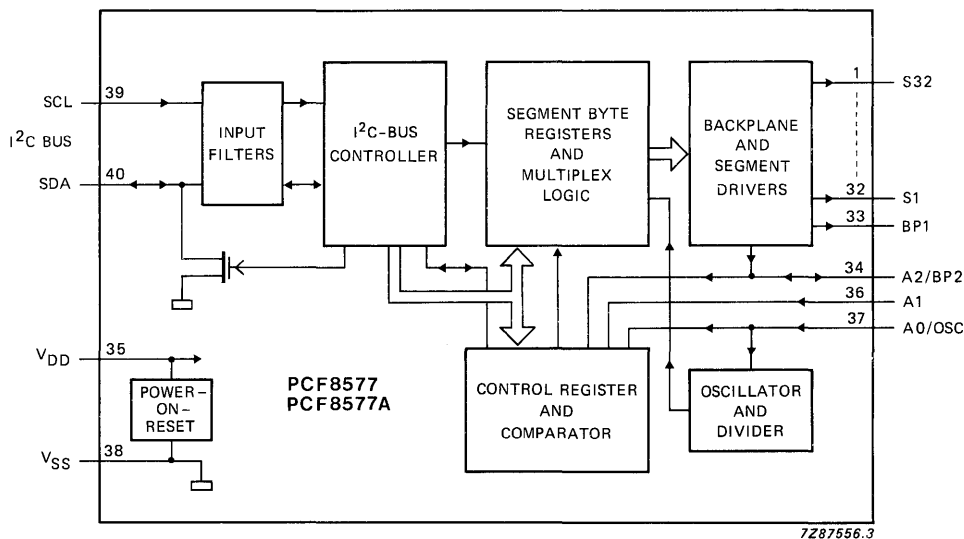 SCL
39
I²C BUS
SDA
40
INPUT
FILTERS
I²C-BUS
CONTROLLER
SEGMENT BYTE
REGISTERS
AND
MULTIPLEX
LOGIC
BACKPLANE
AND
SEGMENT
DRIVERS
1
S32
32
S1
33
BP1
34
A2/BP2
36
A1
37
A0/OSC
VDD
35
POWER-
ON-
RESET
VSS
38
PCF8577
PCF8577A
CONTROL REGISTER
AND
COMPARATOR
OSCILLATOR
AND
DIVIDER
7Z87556.3